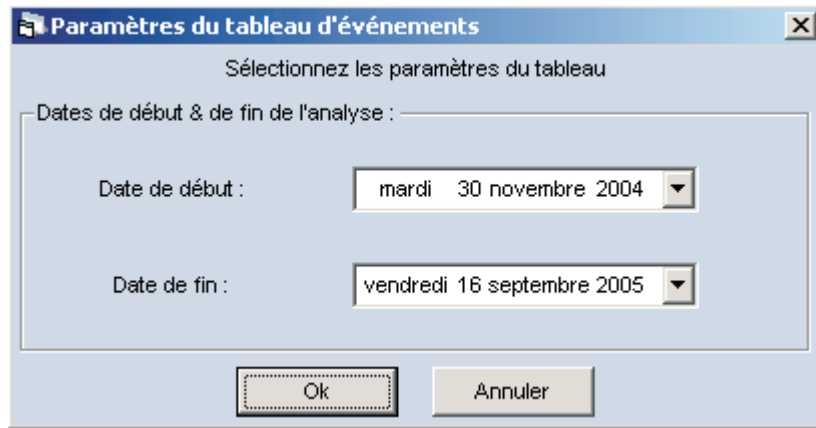 Paramètres du tableau d'événements
Sélectionnez les paramètres du tableau
Dates de début & de fin de l'analyse :
Date de début : mardi 30 novembre 2004
Date de fin : vendredi 16 septembre 2005
Ok Annuler